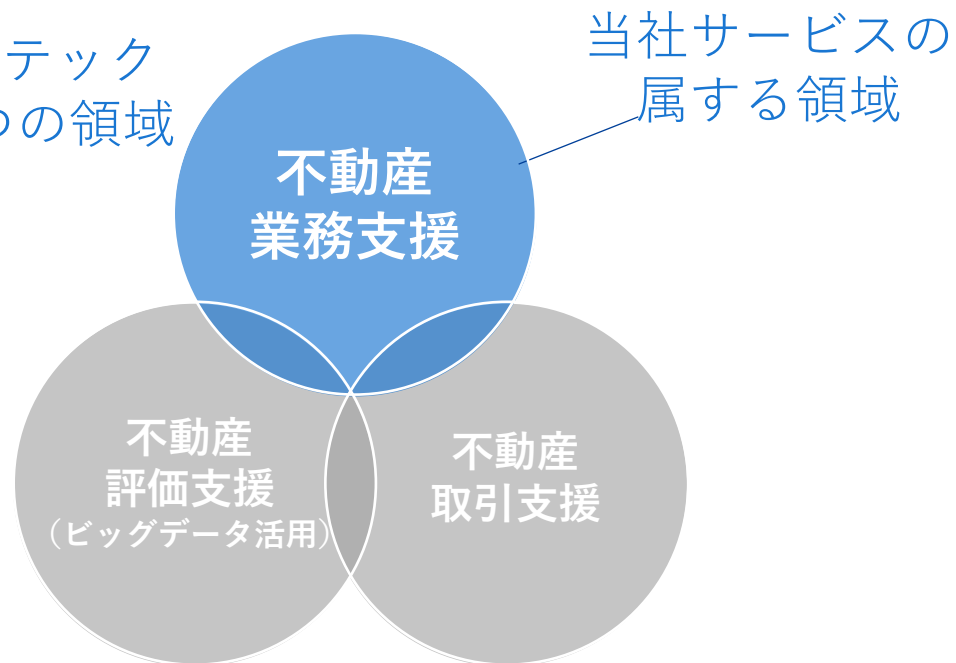 テック
つの領域
当社サービスの
属する領域
不動産
業務支援
不動産
評価支援
（ビッグデータ活用）
不動産
取引支援